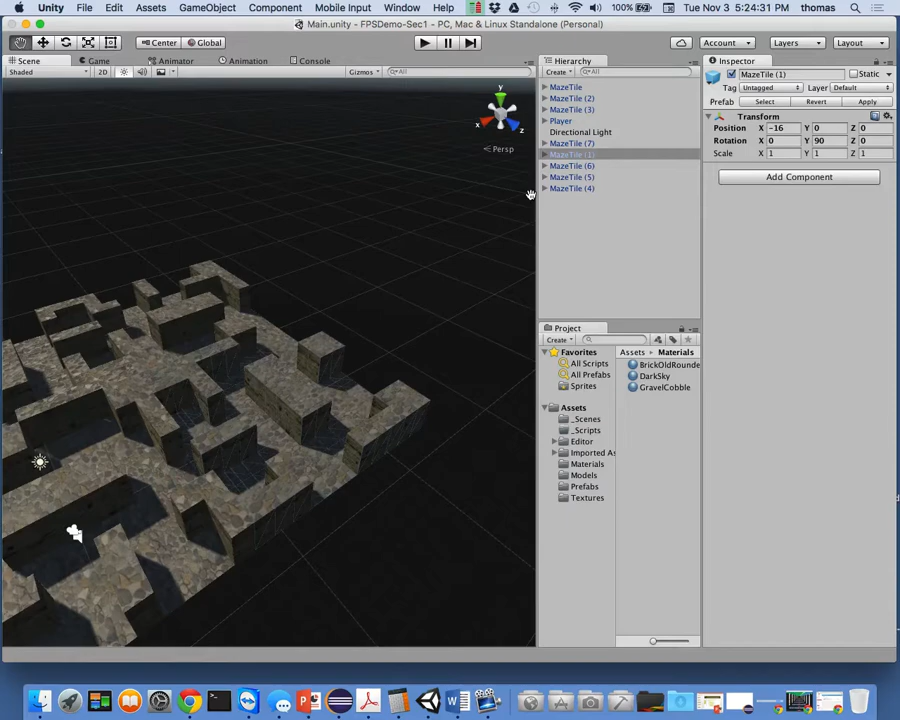 Unity File Edit Assets GameObject Component Mobile Input Window Help 100% Tue Nov 3 5:24:31 PM thomas
Main.unity - FPSDemo-Sec1 - PC, Mac & Linux Standalone (Personal)
Center Global Account Layers Layout
Scene Game Animator Animation Console Hierarchy Inspector
Shaded 2D Gizmos All Create All MazeTile (1) Static
Tag Untagged Layer Default
Prefab Select Revert Apply
Transform
Position X -16 Y 0 Z 0
Rotation X 0 Y 90 Z 0
Scale X 1 Y 1 Z 1
Add Component
MazeTile
MazeTile (2)
MazeTile (3)
Player
Directional Light
MazeTile (7)
MazeTile (1)
MazeTile (6)
MazeTile (5)
MazeTile (4)
y
x
z
Persp
Project
Create
Favorites
All Scripts
All Prefabs
Sprites
Assets
_Scenes
_Scripts
Editor
Imported As
Materials
Models
Prefabs
Textures
Assets Materials
BrickOldRounde
DarkSky
GravelCobble